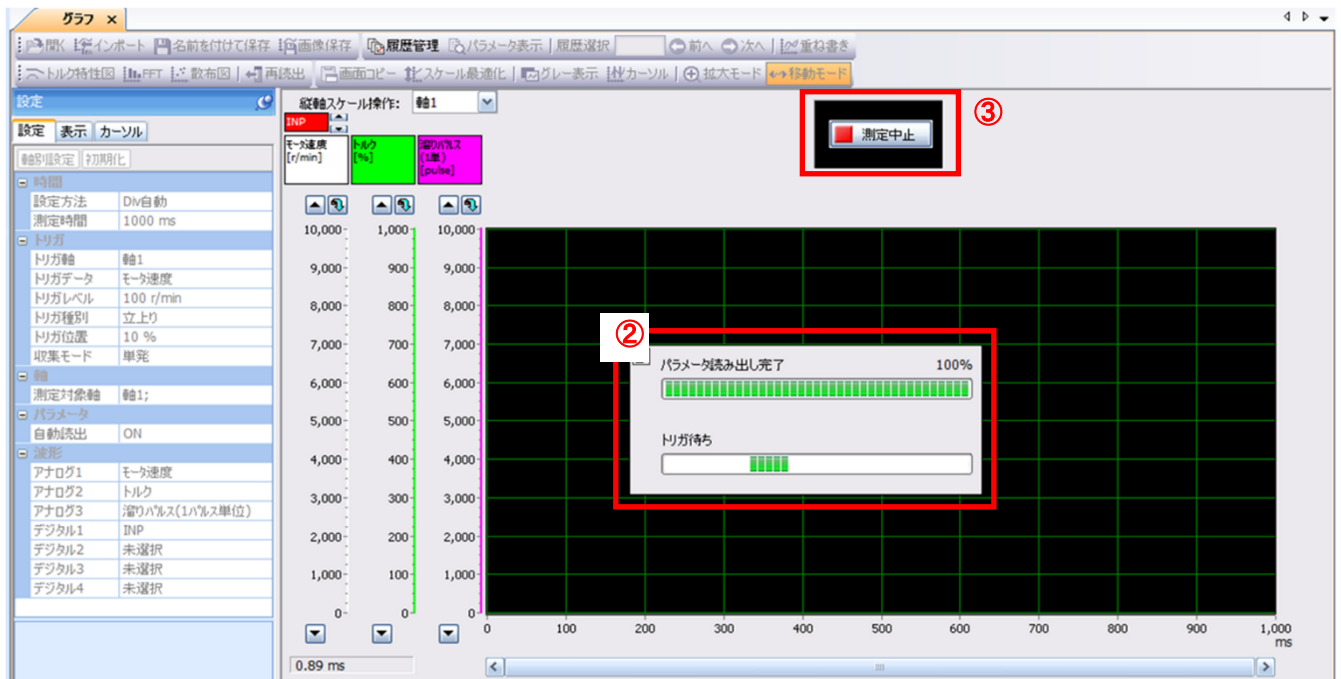 グラフ ×
開く インポート 名前を付けて保存 画像保存 履歴管理 パラメータ表示 履歴選択 前へ 次へ 重ね書き
トルク特性図 FFT 散布図 再読出 画面コピー スケール最適化 グレー表示 カーソル 拡大モード 移動モード
設定
設定 表示 カーソル
軸別設定 初期化
時間
設定方法 Div自動
測定時間 1000 ms
トリガ
トリガ軸 軸1
トリガデータ モータ速度
トリガレベル 100 r/min
トリガ種別 立上り
トリガ位置 10 %
収集モード 単発
軸
測定対象軸 軸1;
パラメータ
自動読出 ON
波形
アナログ1 モータ速度
アナログ2 トルク
アナログ3 溜りパルス(1パルス単位)
デジタル1 INP
デジタル2 未選択
デジタル3 未選択
デジタル4 未選択
縦軸スケール操作: 軸1
INP
モータ速度 トルク 溜りパルス
[r/min] [%] (1単)
[pulse]
③
測定中止
10,000 1,000 10,000
9,000 900 9,000
8,000 800 8,000
7,000 700 7,000
6,000 600 6,000
5,000 500 5,000
4,000 400 4,000
3,000 300 3,000
2,000 200 2,000
1,000 100 1,000
0 0 0
②
パラメータ読み出し完了 100%
トリガ待ち
0 100 200 300 400 500 600 700 800 900 1,000
ms
0.89 ms